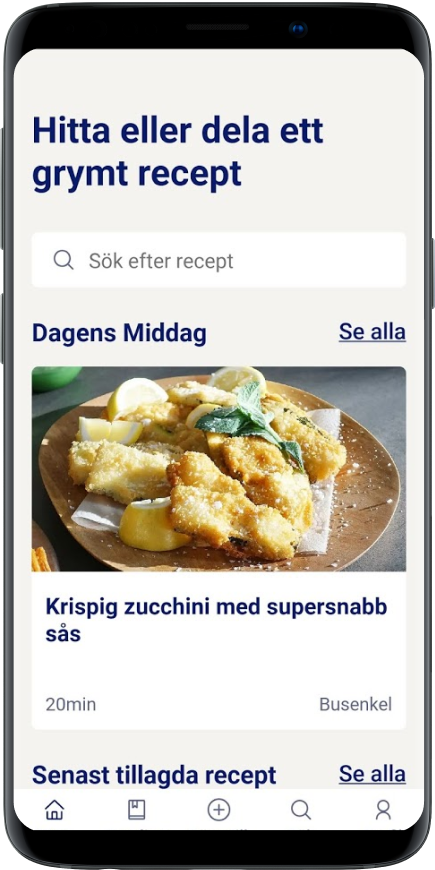 Hitta eller dela ett
grymt recept
Sök efter recept
Dagens Middag
Se alla
Krispig zucchini med supersnabb
sås
20min
Busenkel
Senast tillagda recept
Se alla